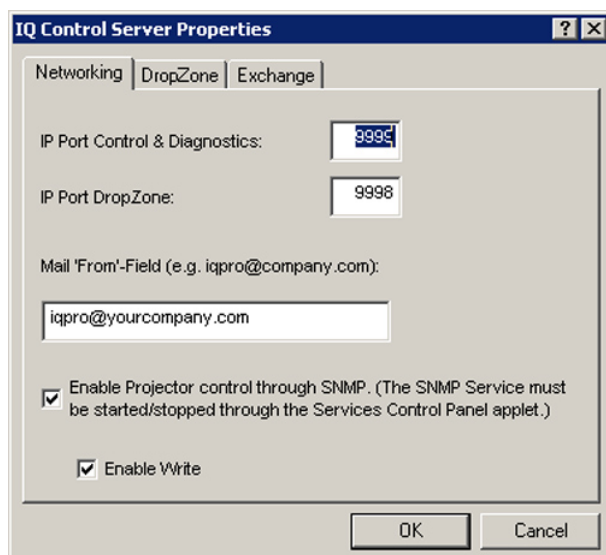 IQ Control Server Properties
Networking DropZone Exchange
IP Port Control & Diagnostics: 9999
IP Port DropZone: 9998
Mail 'From'-Field (e.g. iqpro@company.com):
iqpro@yourcompany.com
Enable Projector control through SNMP. (The SNMP Service must
be started/stopped through the Services Control Panel applet.)
Enable Write
OK Cancel